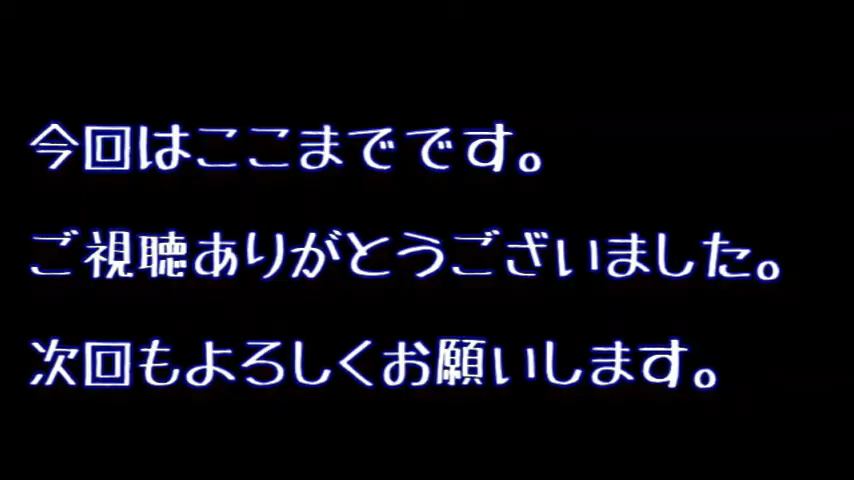 今回はここまでです。
ご視聴ありがとうございました。
次回もよろしくお願いします。